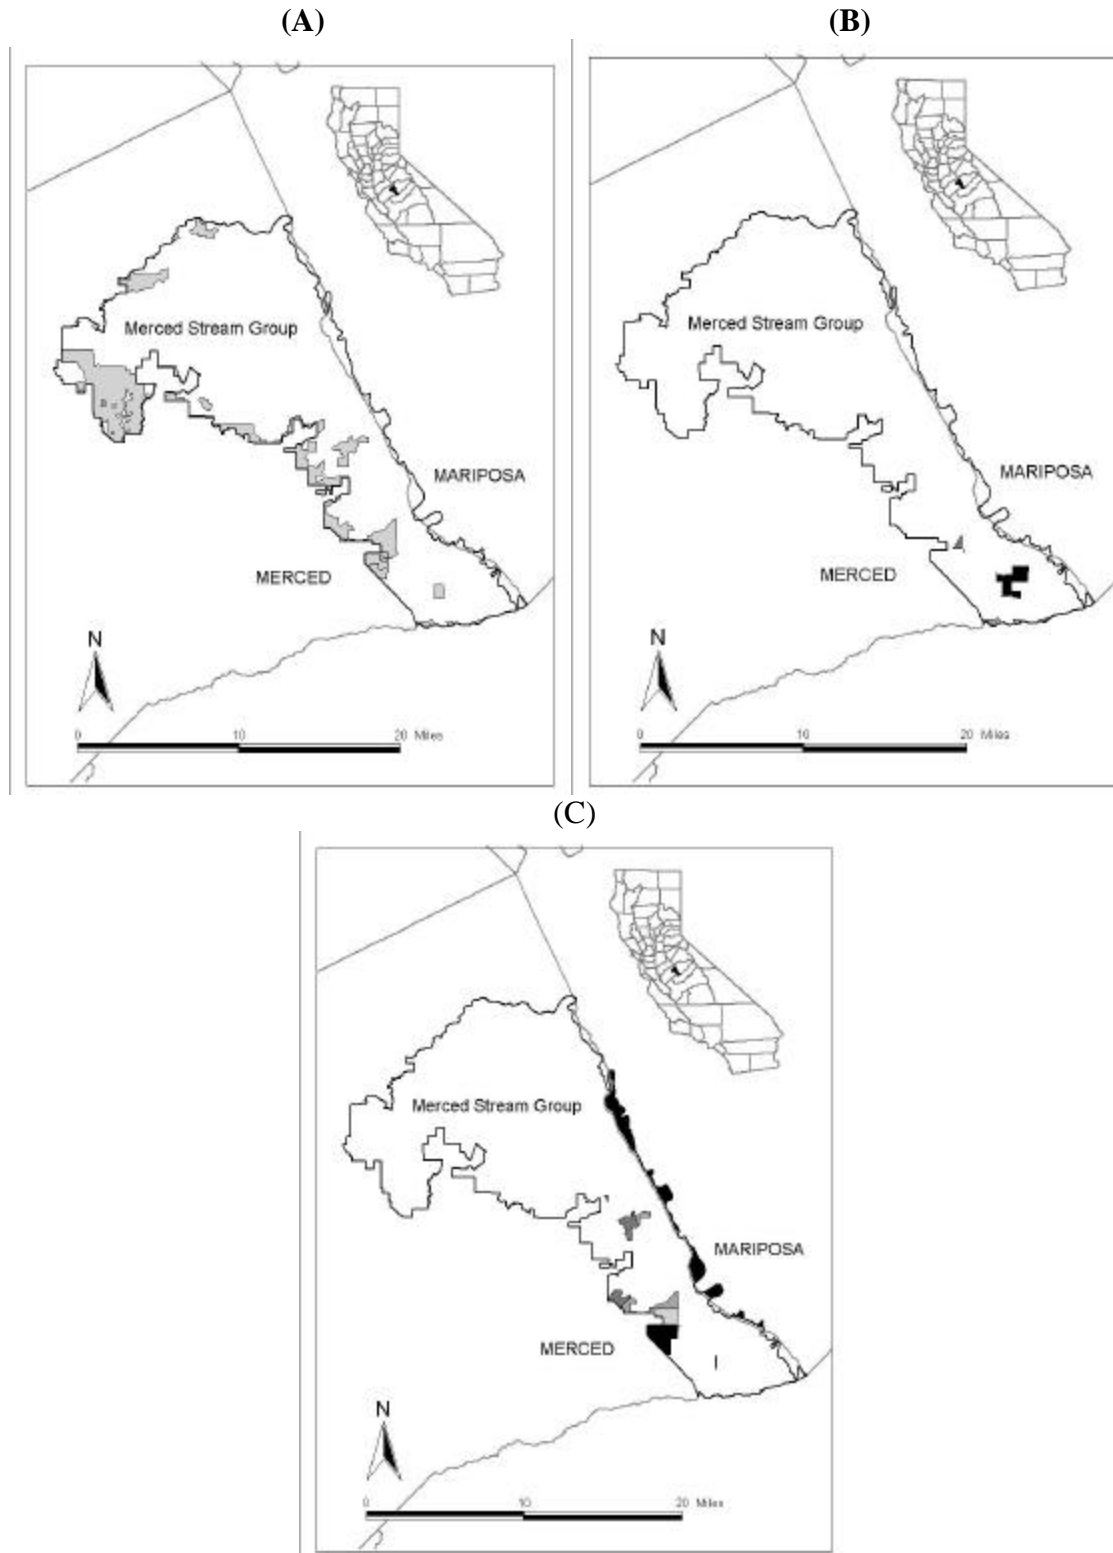 (A)
(B)
Merced Stream Group
MARIPOSA
MERCED
N
0 10 20 Miles
Merced Stream Group
MARIPOSA
MERCED
N
0 10 20 Miles
(C)
Merced Stream Group
MARIPOSA
MERCED
N
0 10 20 Miles